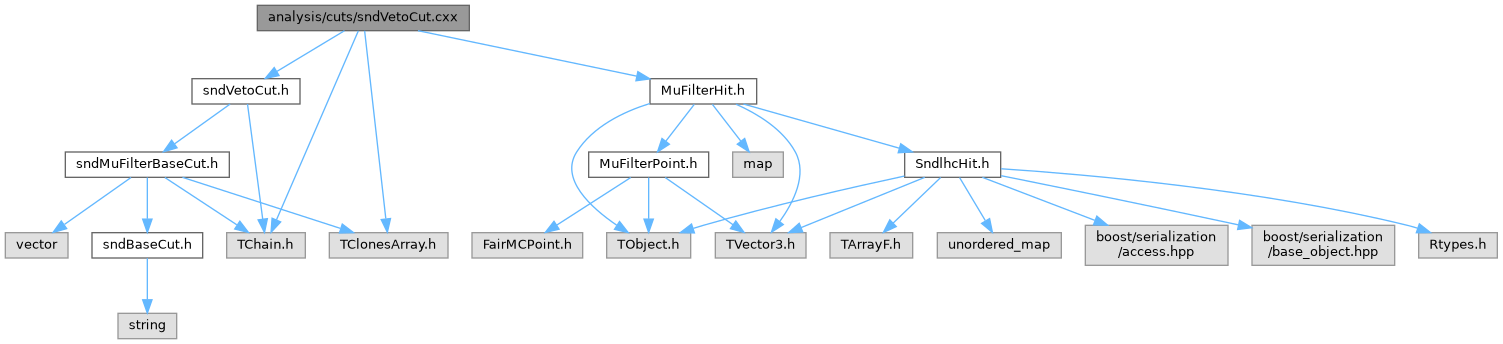 analysis/cuts/sndVetoCut.cxx
sndVetoCut.h
MuFilterHit.h
sndMuFilterBaseCut.h
MuFilterPoint.h
map
SndlhcHit.h
vector
sndBaseCut.h
TChain.h
TClonesArray.h
FairMCPoint.h
TObject.h
TVector3.h
TArrayF.h
unordered_map
boost/serialization
/access.hpp
boost/serialization
/base_object.hpp
Rtypes.h
string